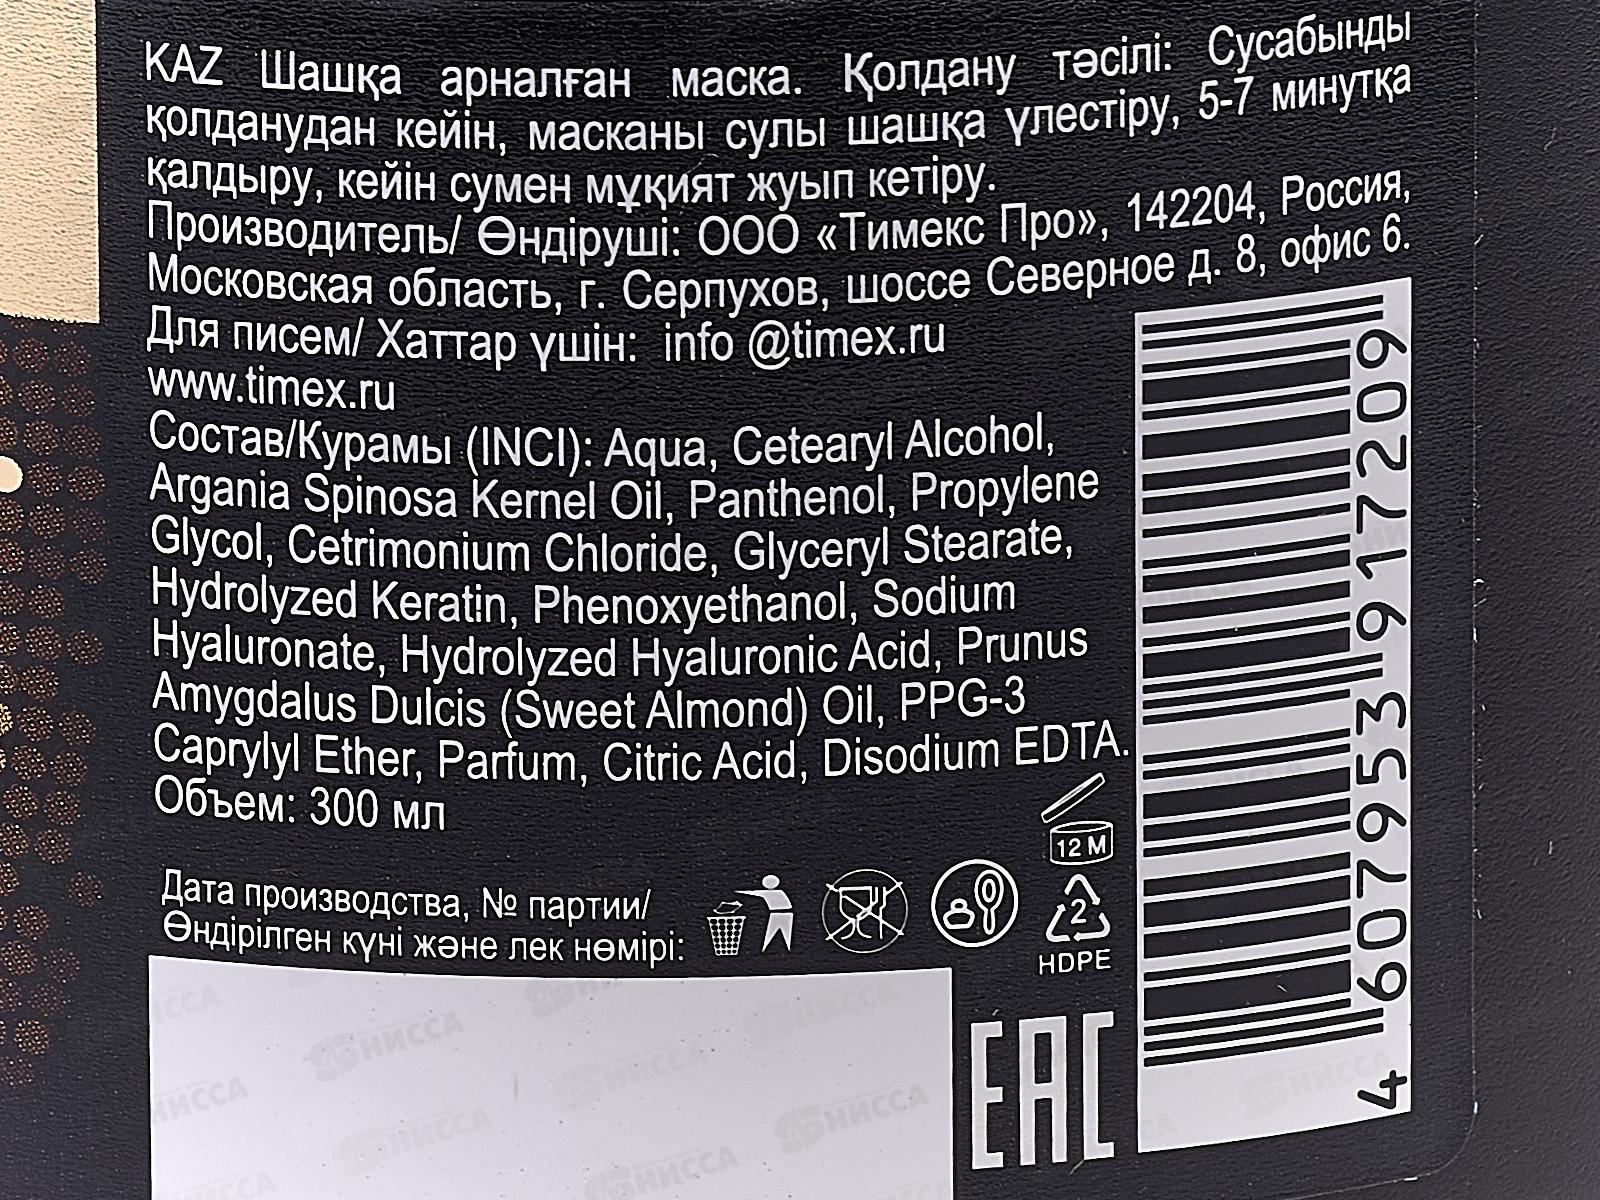 KAZ Шашқа арналған маска. Қолдану тәсілі: Сусабынды
қолданудан кейін, масканы сулы шашқа үлестіру, 5-7 минутқа
қалдыру, кейін сумен мұқият жуып кетіру.
Производитель/ Өндіруші: ООО «Тимекс Про», 142204, Россия,
Московская область, г. Серпухов, шоссе Северное д. 8, офис 6.
Для писем/ Хаттар үшін: info @timex.ru
www.timex.ru
Состав/Курамы (INCI): Aqua, Cetearyl Alcohol,
Argania Spinosa Kernel Oil, Panthenol, Propylene
Glycol, Cetrimonium Chloride, Glyceryl Stearate,
Hydrolyzed Keratin, Phenoxyethanol, Sodium
Hyaluronate, Hydrolyzed Hyaluronic Acid, Prunus
Amygdalus Dulcis (Sweet Almond) Oil, PPG-3
Caprylyl Ether, Parfum, Citric Acid, Disodium EDTA.
Объем: 300 мл
12 M
Дата производства, № партии/
Өндірілген күні және лек нөмірі:
2
HDPE
EAC
4 607953 917209
НИССА